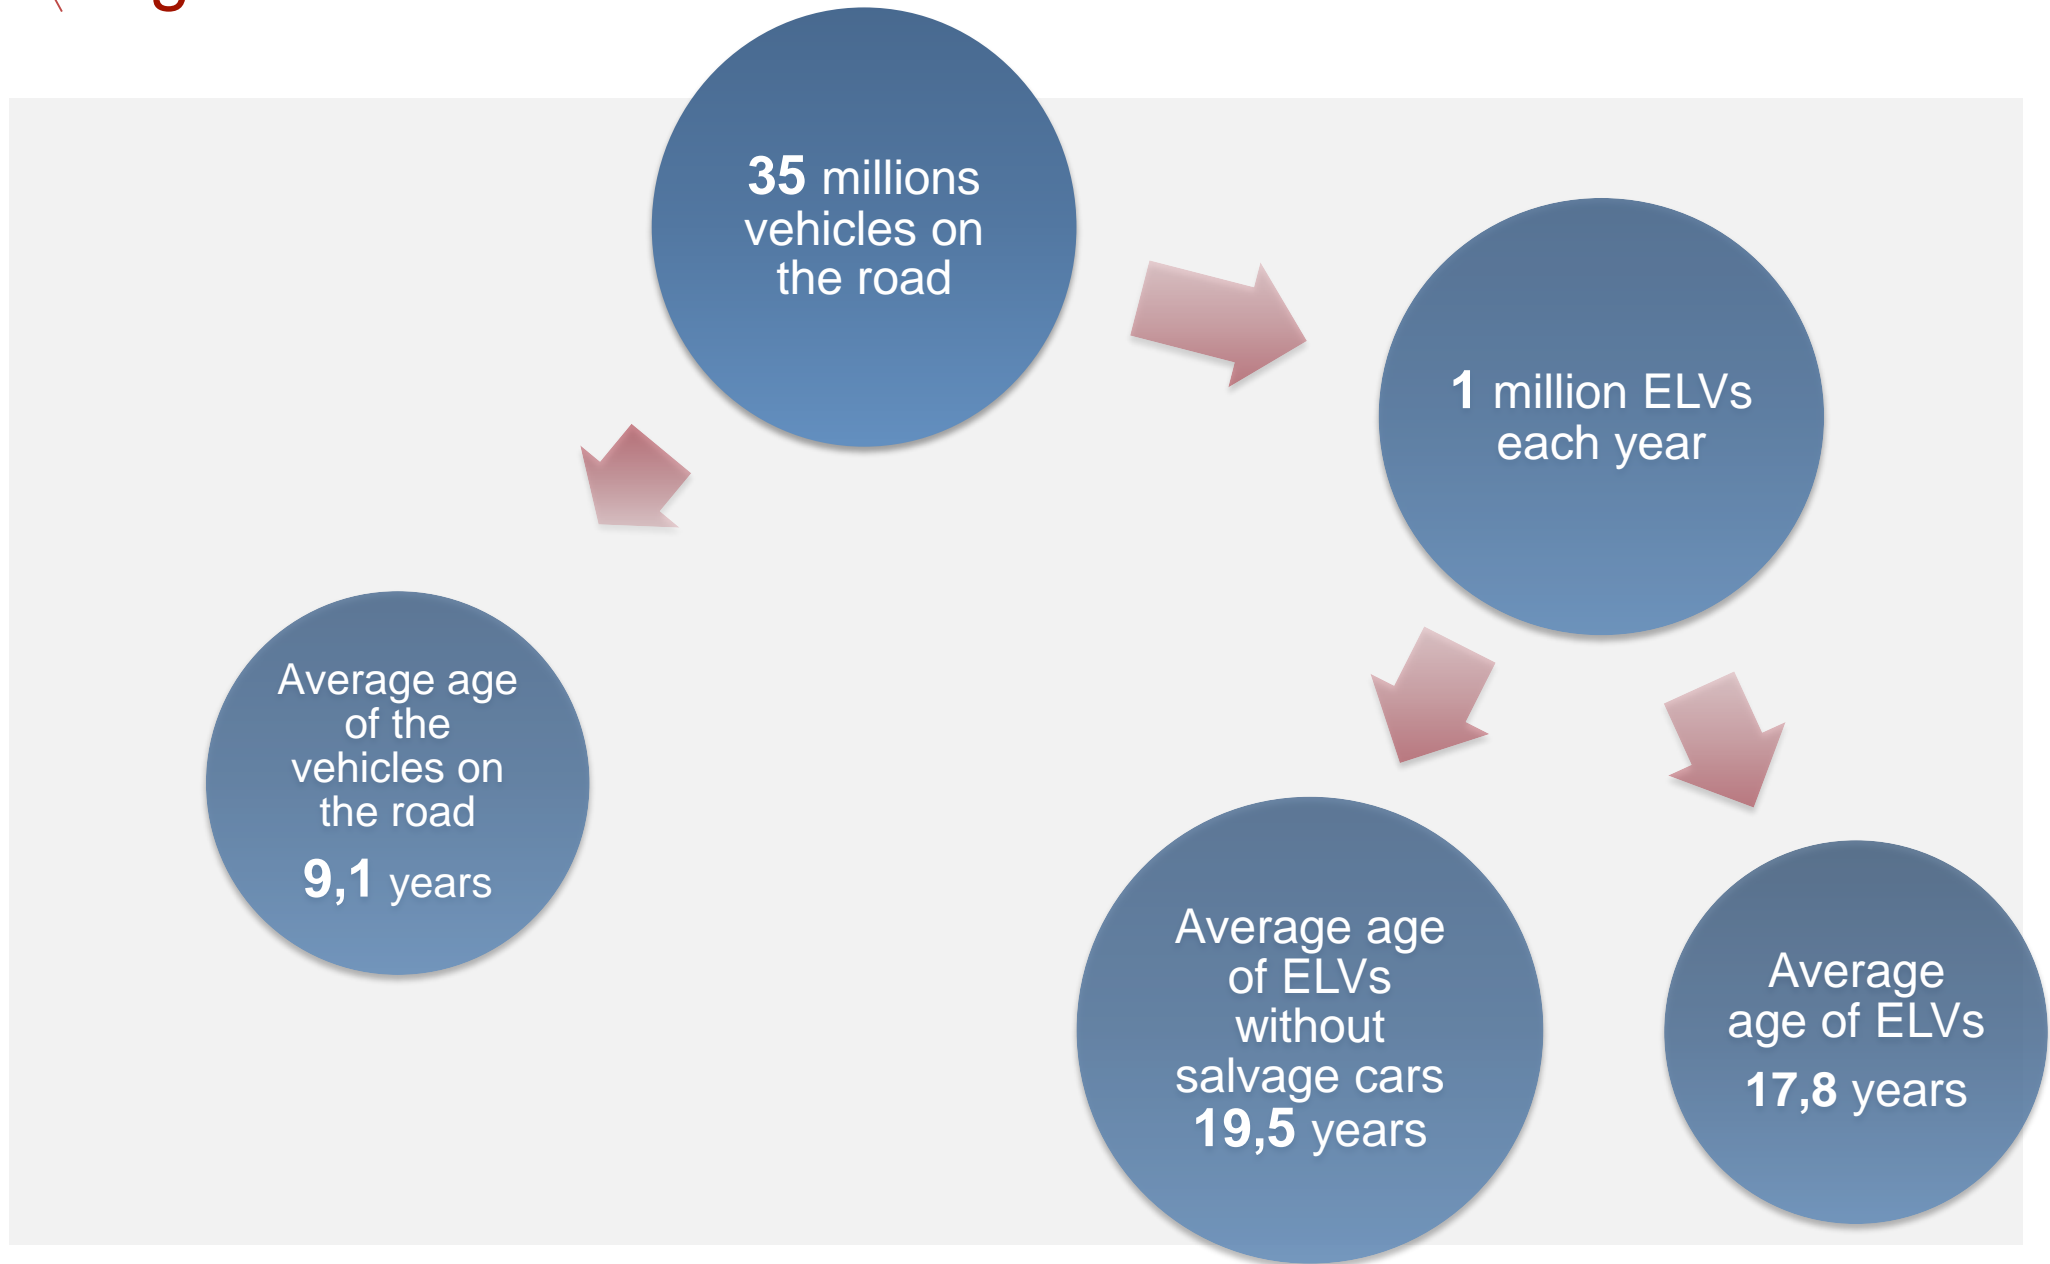 35 millions
vehicles on
the road
1 million ELVs
each year
Average age
of the
vehicles on
the road
9,1 years
Average age
of ELVs
without
salvage cars
19,5 years
Average
age of ELVs
17,8 years